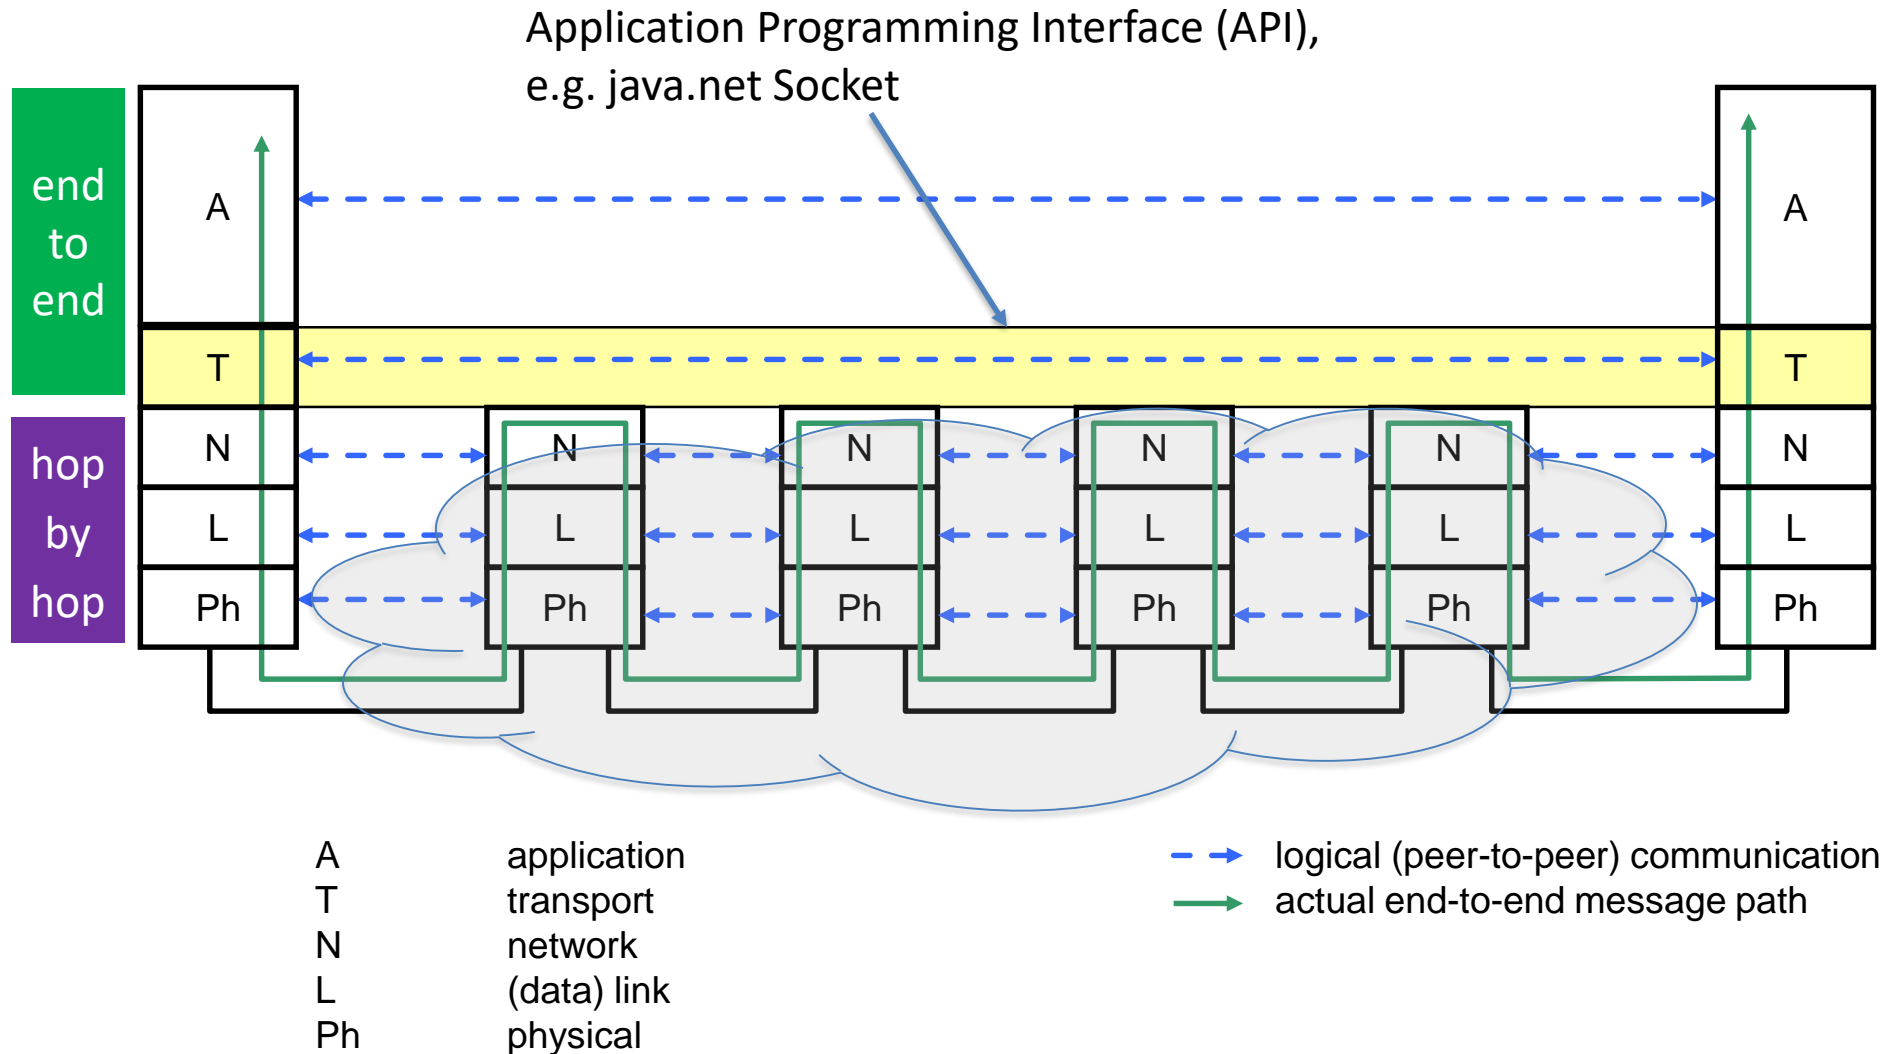 Application Programming Interface (API),
e.g. java.net Socket
end
to
end
A
A
T
T
hop
by
hop
N
N
N
N
N
N
L
L
L
L
L
L
Ph
Ph
Ph
Ph
Ph
Ph
A application
T transport
N network
L (data) link
Ph physical
logical (peer-to-peer) communication
actual end-to-end message path